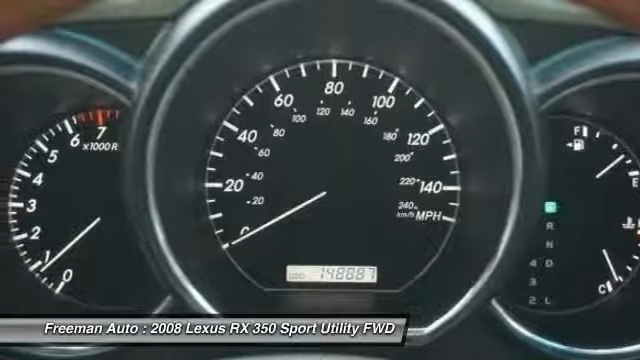 80
60
100
120
140
100
160
40
120
80
180
60
200
20
40
220
140
20
240
km/h
MPH
0
ODO
148887
7
6
x1000R
5
4
3
2
1
0
F
E
R
N
4 D
3
2 L
C
Freeman Auto : 2008 Lexus RX 350 Sport Utility FWD